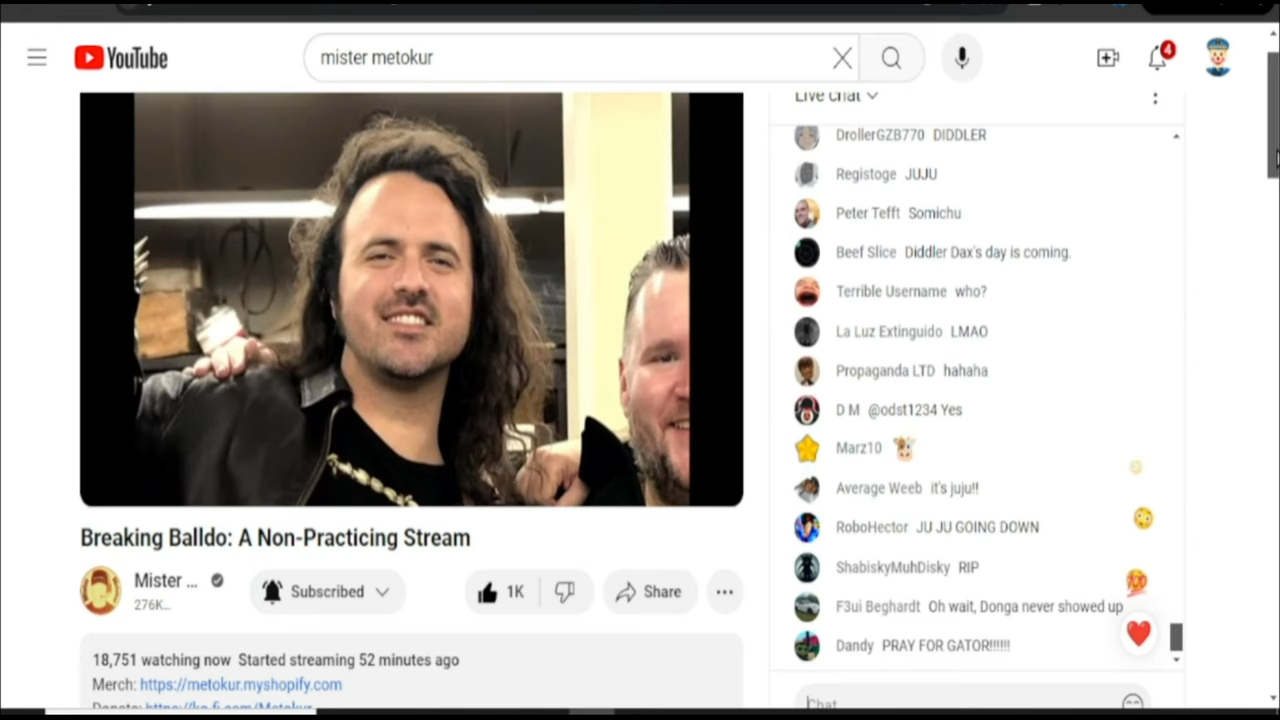 YouTube
mister metokur
4
Live chat
DrollerGZB770 DIDDLER
Registoge JUJU
Peter Tefft Somichu
Beef Slice Diddler Dax's day is coming.
Terrible Username who?
La Luz Extinguido LMAO
Propaganda LTD hahaha
D M @odst1234 Yes
Marz10
Average Weeb it's juju!!
RoboHector JU JU GOING DOWN
ShabiskyMuhDisky RIP
F3ui Beghardt Oh wait, Donga never showed up
Dandy PRAY FOR GATOR!!!!!!
Chat
Breaking Balldo: A Non-Practicing Stream
Mister ...
276K...
Subscribed
1K
Share
18,751 watching now Started streaming 52 minutes ago
Merch: https://metokur.myshopify.com
Donate: https://ko-fi.com/Metokur